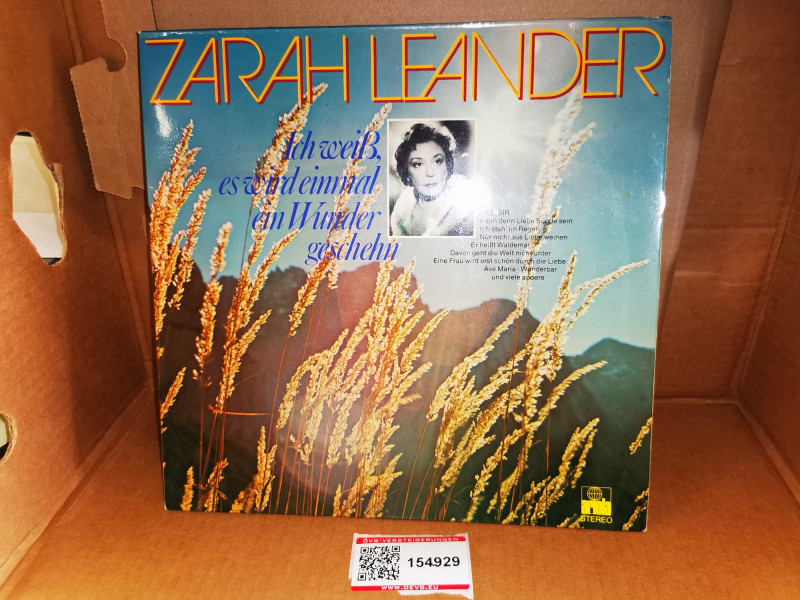 ZARAH LEANDER
Ich weiß,
es wird einmal
ein Wunder
geschehn
Kann denn Liebe Sünde sein
Ich steh' im Regen
Nur nicht aus Liebe weinen
Er heißt Waldemar
Davon geht die Welt nicht unter
Eine Frau wird erst schön durch die Liebe
Ave Maria · Wunderbar
und viele andere
STEREO
ÖVG-VERSTEIGERUNGEN
154929
WWW.OEVG.EU